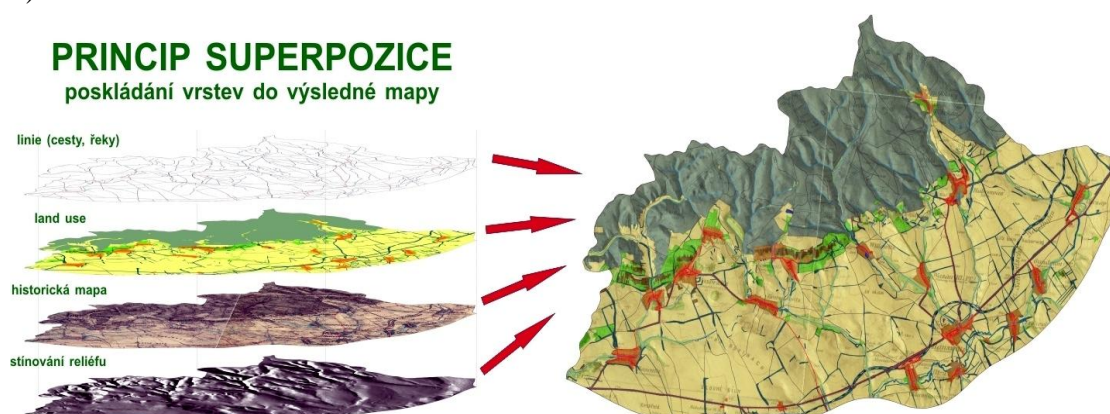 PRINCIP SUPERPOZICE
poskládání vrstev do výsledné mapy
linie (cesty, řeky)
land use
historická mapa
stínování reliéfu